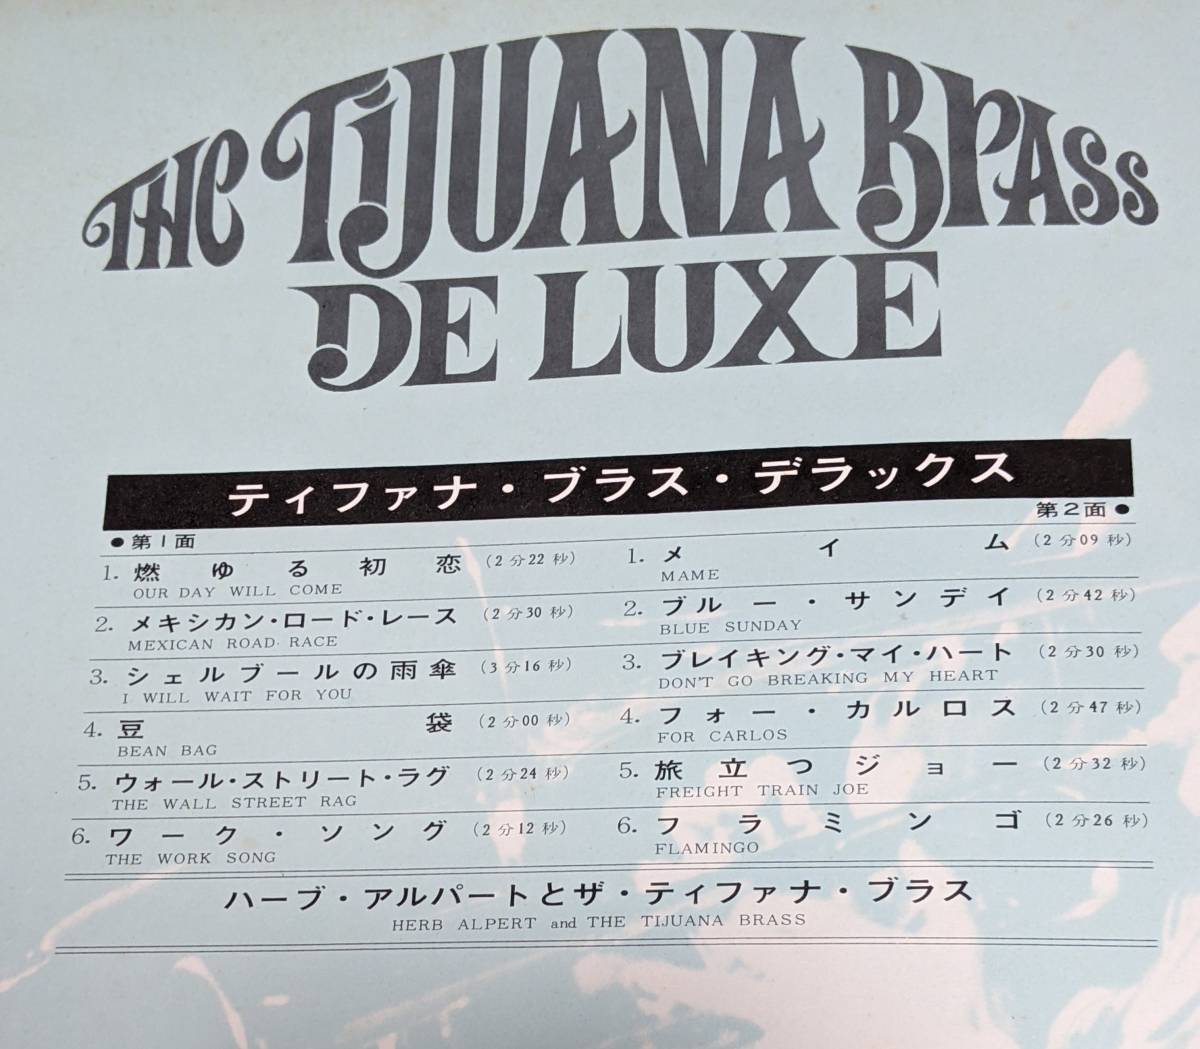 THE TIJUANA BRASS
DE LUXE
ティファナ・ブラス・デラックス
●第1面
1. 燃ゆる初恋 (2分22秒)
OUR DAY WILL COME
2. メキシカン・ロード・レース (2分30秒)
MEXICAN ROAD RACE
3. シェルブールの雨傘 (3分16秒)
I WILL WAIT FOR YOU
4. 豆袋 (2分00秒)
BEAN BAG
5. ウォール・ストリート・ラグ (2分24秒)
THE WALL STREET RAG
6. ワーク・ソング (2分12秒)
THE WORK SONG
第2面●
1. メイム (2分09秒)
MAME
2. ブルー・サンデイ (2分42秒)
BLUE SUNDAY
3. ブレイキング・マイ・ハート (2分30秒)
DON'T GO BREAKING MY HEART
4. フォー・カルロス (2分47秒)
FOR CARLOS
5. 旅立つジョー (2分32秒)
FREIGHT TRAIN JOE
6. フラミンゴ (2分26秒)
FLAMINGO
ハーブ・アルパートとザ・ティファナ・ブラス
HERB ALPERT and THE TIJUANA BRASS